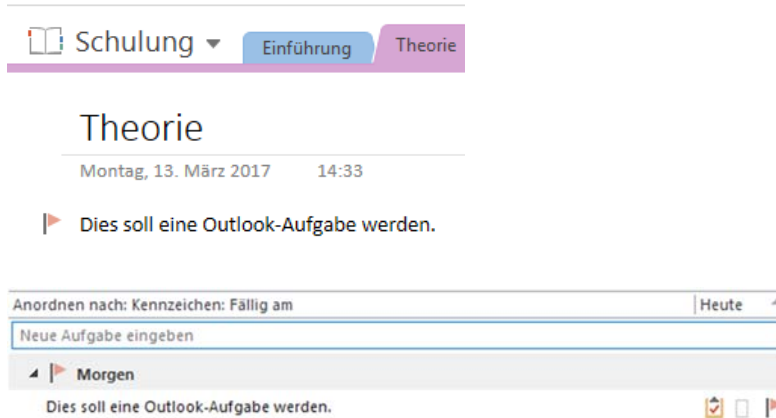 Schulung Einführung Theorie
Theorie
Montag, 13. März 2017 14:33
Dies soll eine Outlook-Aufgabe werden.
Anordnen nach: Kennzeichen: Fällig am Heute
Neue Aufgabe eingeben
Morgen
Dies soll eine Outlook-Aufgabe werden.